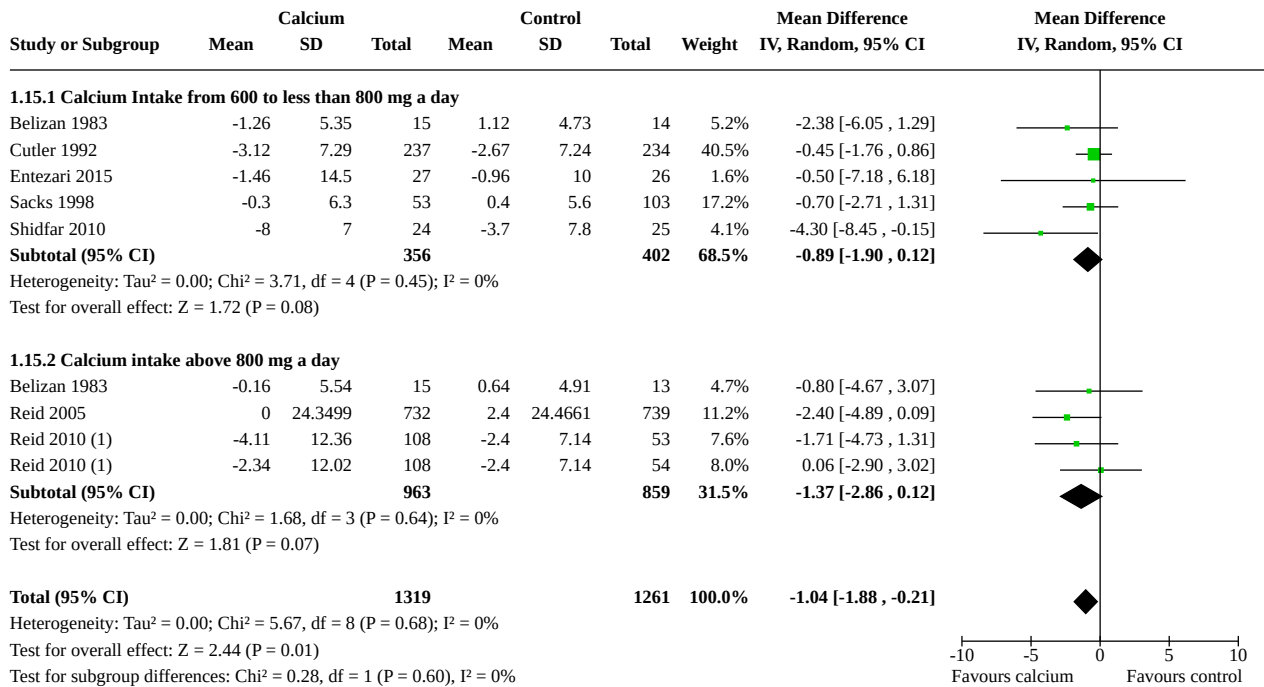 Calcium Control Mean Difference Mean Difference
Study or Subgroup Mean SD Total Mean SD Total Weight IV, Random, 95% CI IV, Random, 95% CI
1.15.1 Calcium Intake from 600 to less than 800 mg a day
Belizan 1983 -1.26 5.35 15 1.12 4.73 14 5.2% -2.38 [-6.05 , 1.29]
Cutler 1992 -3.12 7.29 237 -2.67 7.24 234 40.5% -0.45 [-1.76 , 0.86]
Entezari 2015 -1.46 14.5 27 -0.96 10 26 1.6% -0.50 [-7.18 , 6.18]
Sacks 1998 -0.3 6.3 53 0.4 5.6 103 17.2% -0.70 [-2.71 , 1.31]
Shidfar 2010 -8 7 24 -3.7 7.8 25 4.1% -4.30 [-8.45 , -0.15]
Subtotal (95% CI) 356 402 68.5% -0.89 [-1.90 , 0.12]
Heterogeneity: Tau² = 0.00; Chi² = 3.71, df = 4 (P = 0.45); I² = 0%
Test for overall effect: Z = 1.72 (P = 0.08)
1.15.2 Calcium intake above 800 mg a day
Belizan 1983 -0.16 5.54 15 0.64 4.91 13 4.7% -0.80 [-4.67 , 3.07]
Reid 2005 0 24.3499 732 2.4 24.4661 739 11.2% -2.40 [-4.89 , 0.09]
Reid 2010 (1) -4.11 12.36 108 -2.4 7.14 53 7.6% -1.71 [-4.73 , 1.31]
Reid 2010 (1) -2.34 12.02 108 -2.4 7.14 54 8.0% 0.06 [-2.90 , 3.02]
Subtotal (95% CI) 963 859 31.5% -1.37 [-2.86 , 0.12]
Heterogeneity: Tau² = 0.00; Chi² = 1.68, df = 3 (P = 0.64); I² = 0%
Test for overall effect: Z = 1.81 (P = 0.07)
Total (95% CI) 1319 1261 100.0% -1.04 [-1.88 , -0.21]
Heterogeneity: Tau² = 0.00; Chi² = 5.67, df = 8 (P = 0.68); I² = 0%
Test for overall effect: Z = 2.44 (P = 0.01)
Test for subgroup differences: Chi² = 0.28, df = 1 (P = 0.60), I² = 0%
-10 -5 0 5 10
Favours calcium Favours control